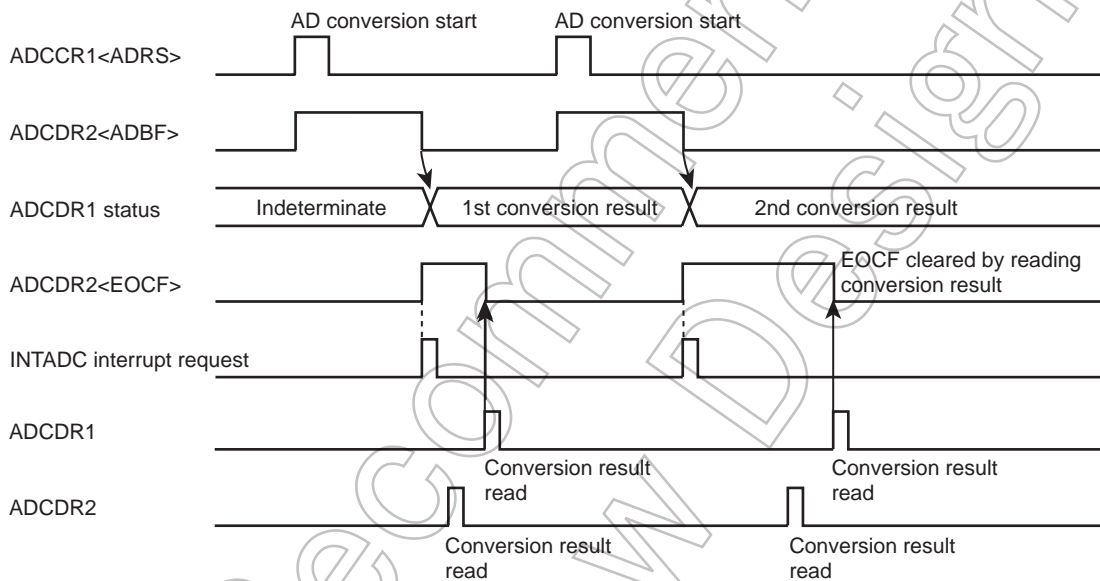 AD conversion start
AD conversion start
ADCCR1<ADRS>
ADCDR2<ADBF>
ADCDR1 status
Indeterminate
1st conversion result
2nd conversion result
ADCDR2<EOCF>
EOCF cleared by reading
conversion result
INTADC interrupt request
ADCDR1
Conversion result
read
Conversion result
read
ADCDR2
Conversion result
read
Conversion result
read